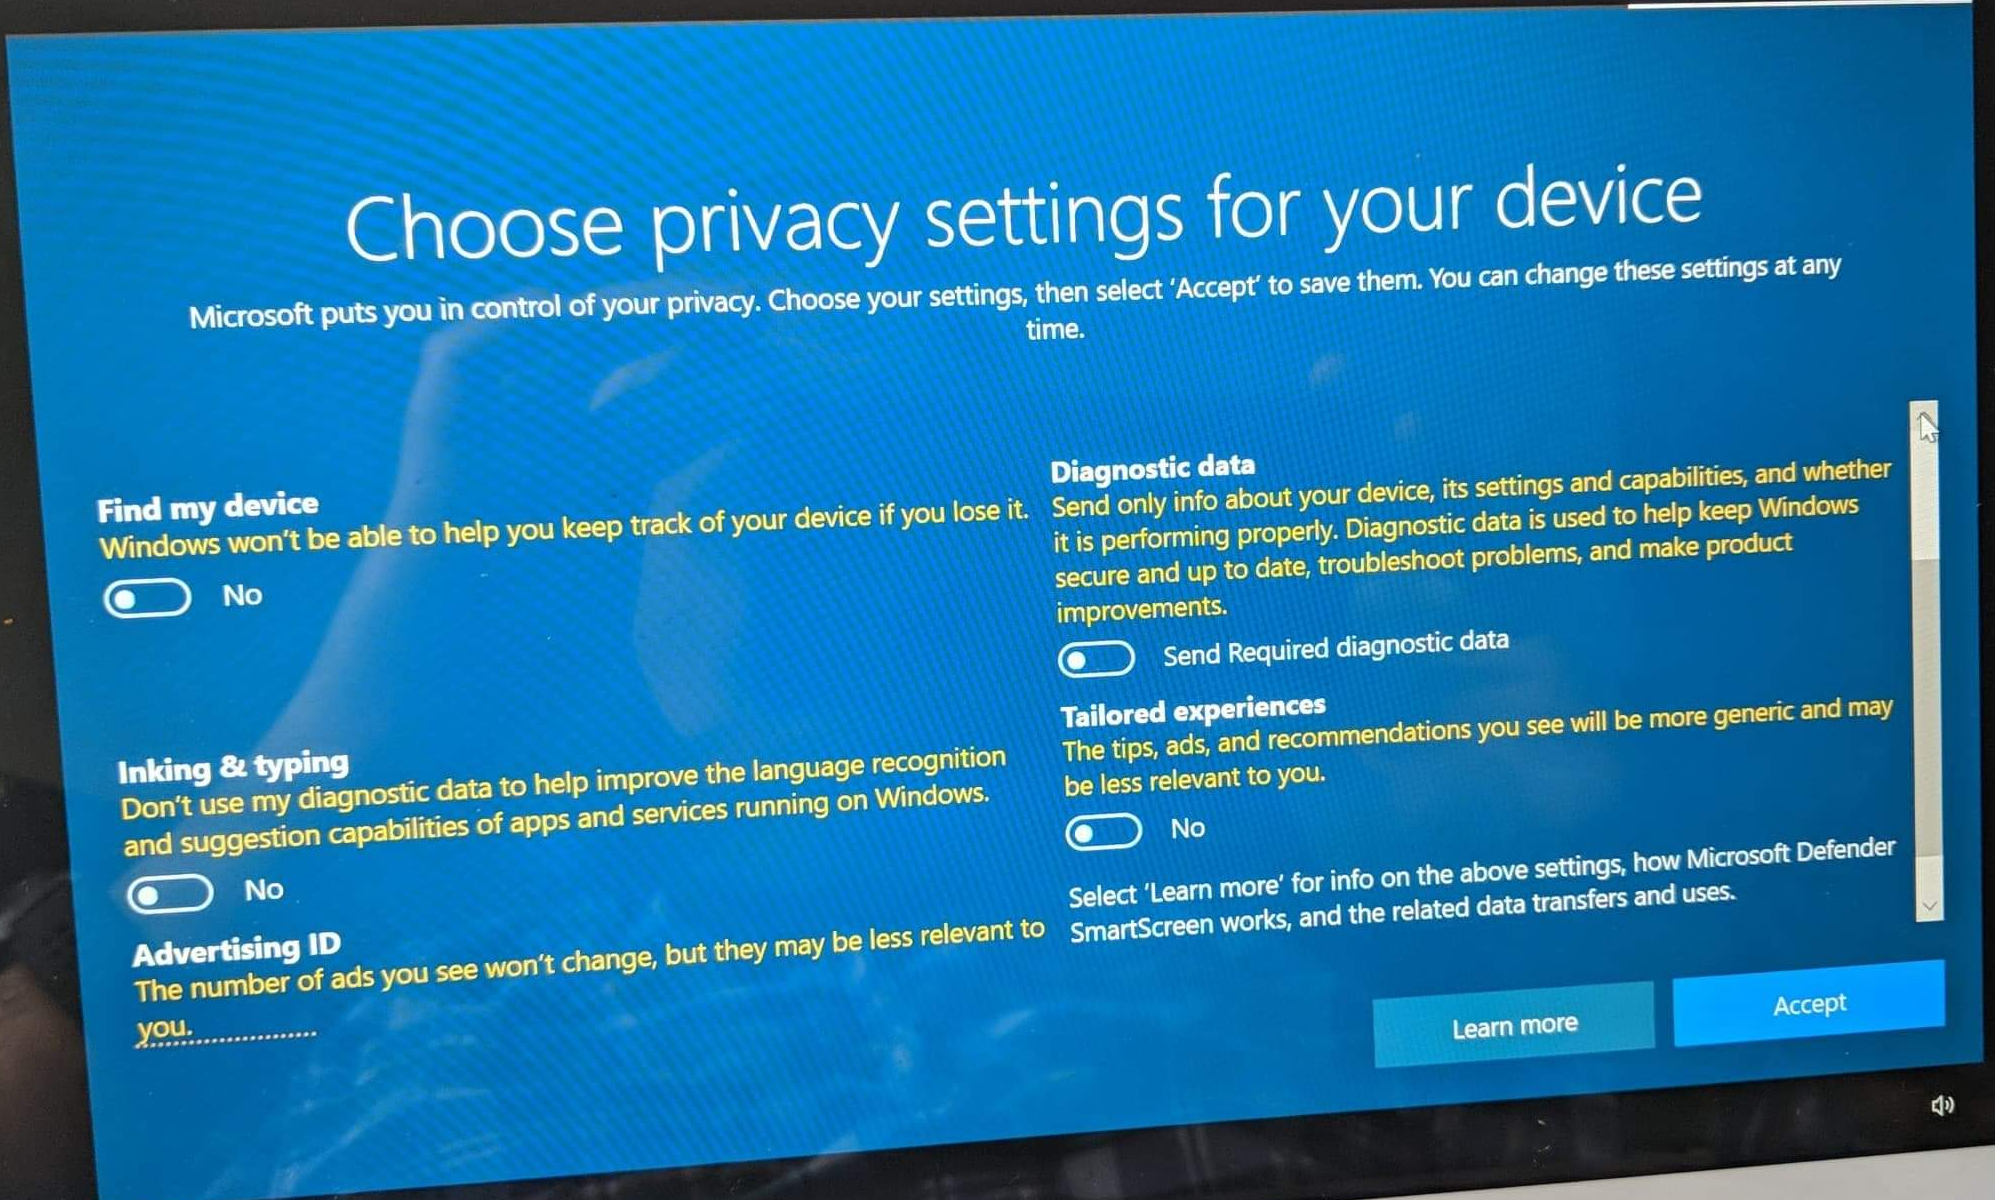 Choose privacy settings for your device
Microsoft puts you in control of your privacy. Choose your settings, then select 'Accept' to save them. You can change these settings at any
time.
Find my device
Windows won't be able to help you keep track of your device if you lose it.
No
Inking & typing
Don't use my diagnostic data to help improve the language recognition
and suggestion capabilities of apps and services running on Windows.
No
Advertising ID
The number of ads you see won't change, but they may be less relevant to
you.
Diagnostic data
Send only info about your device, its settings and capabilities, and whether
it is performing properly. Diagnostic data is used to help keep Windows
secure and up to date, troubleshoot problems, and make product
improvements.
Send Required diagnostic data
Tailored experiences
The tips, ads, and recommendations you see will be more generic and may
be less relevant to you.
No
Select 'Learn more' for info on the above settings, how Microsoft Defender
SmartScreen works, and the related data transfers and uses.
Learn more
Accept